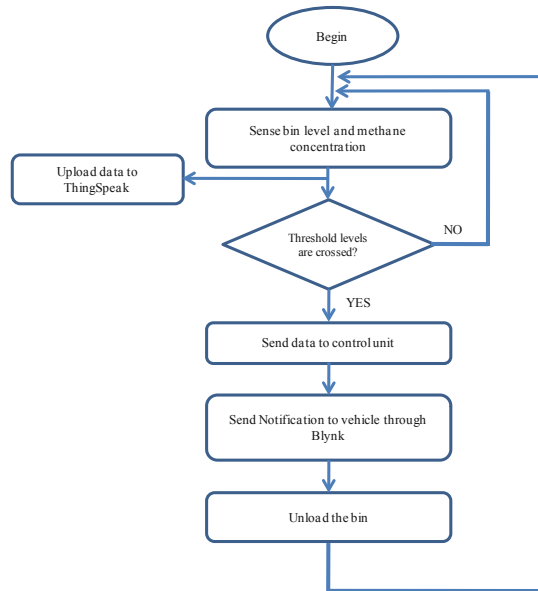 Begin
Sense bin level and methane
concentration
Upload data to
ThingSpeak
Threshold levels
are crossed?
NO
YES
Send data to control unit
Send Notification to vehicle through
Blynk
Unload the bin